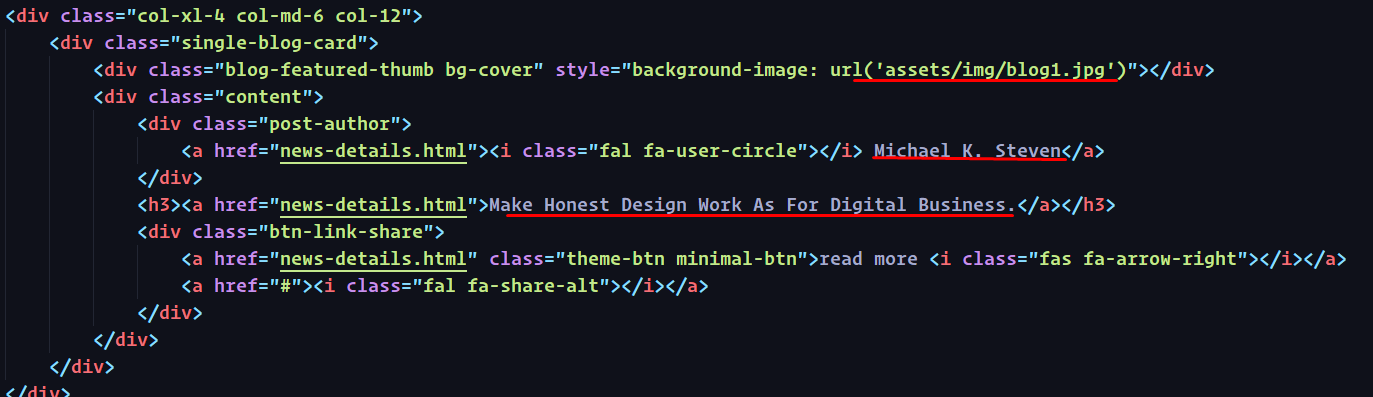 <div class="col-xl-4 col-md-6 col-12">
<div class="single-blog-card">
<div class="blog-featured-thumb bg-cover" style="background-image: url('assets/img/blog1.jpg')"></div>
<div class="content">
<div class="post-author">
<a href="news-details.html"><i class="fal fa-user-circle"></i> Michael K. Steven</a>
</div>
<h3><a href="news-details.html">Make Honest Design Work As For Digital Business.</a></h3>
<div class="btn-link-share">
<a href="news-details.html" class="theme-btn minimal-btn">read more <i class="fas fa-arrow-right"></i></a>
<a href="#"><i class="fal fa-share-alt"></i></a>
</div>
</div>
</div>
</div>